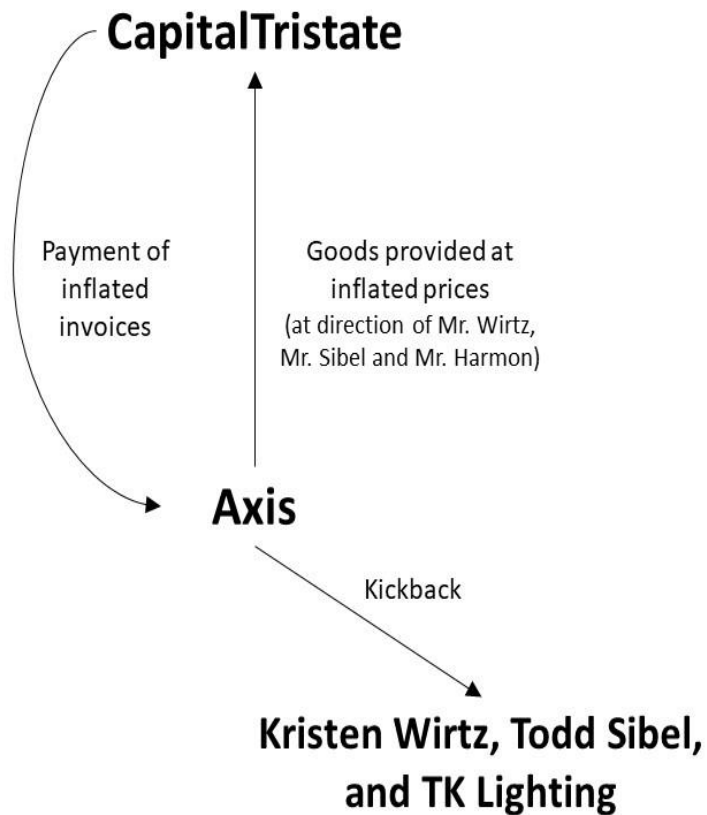 CapitalTristate
Payment of
inflated
invoices
Goods provided at
inflated prices
(at direction of Mr. Wirtz,
Mr. Sibel and Mr. Harmon)
Axis
Kickback
Kristen Wirtz, Todd Sibel,
and TK Lighting